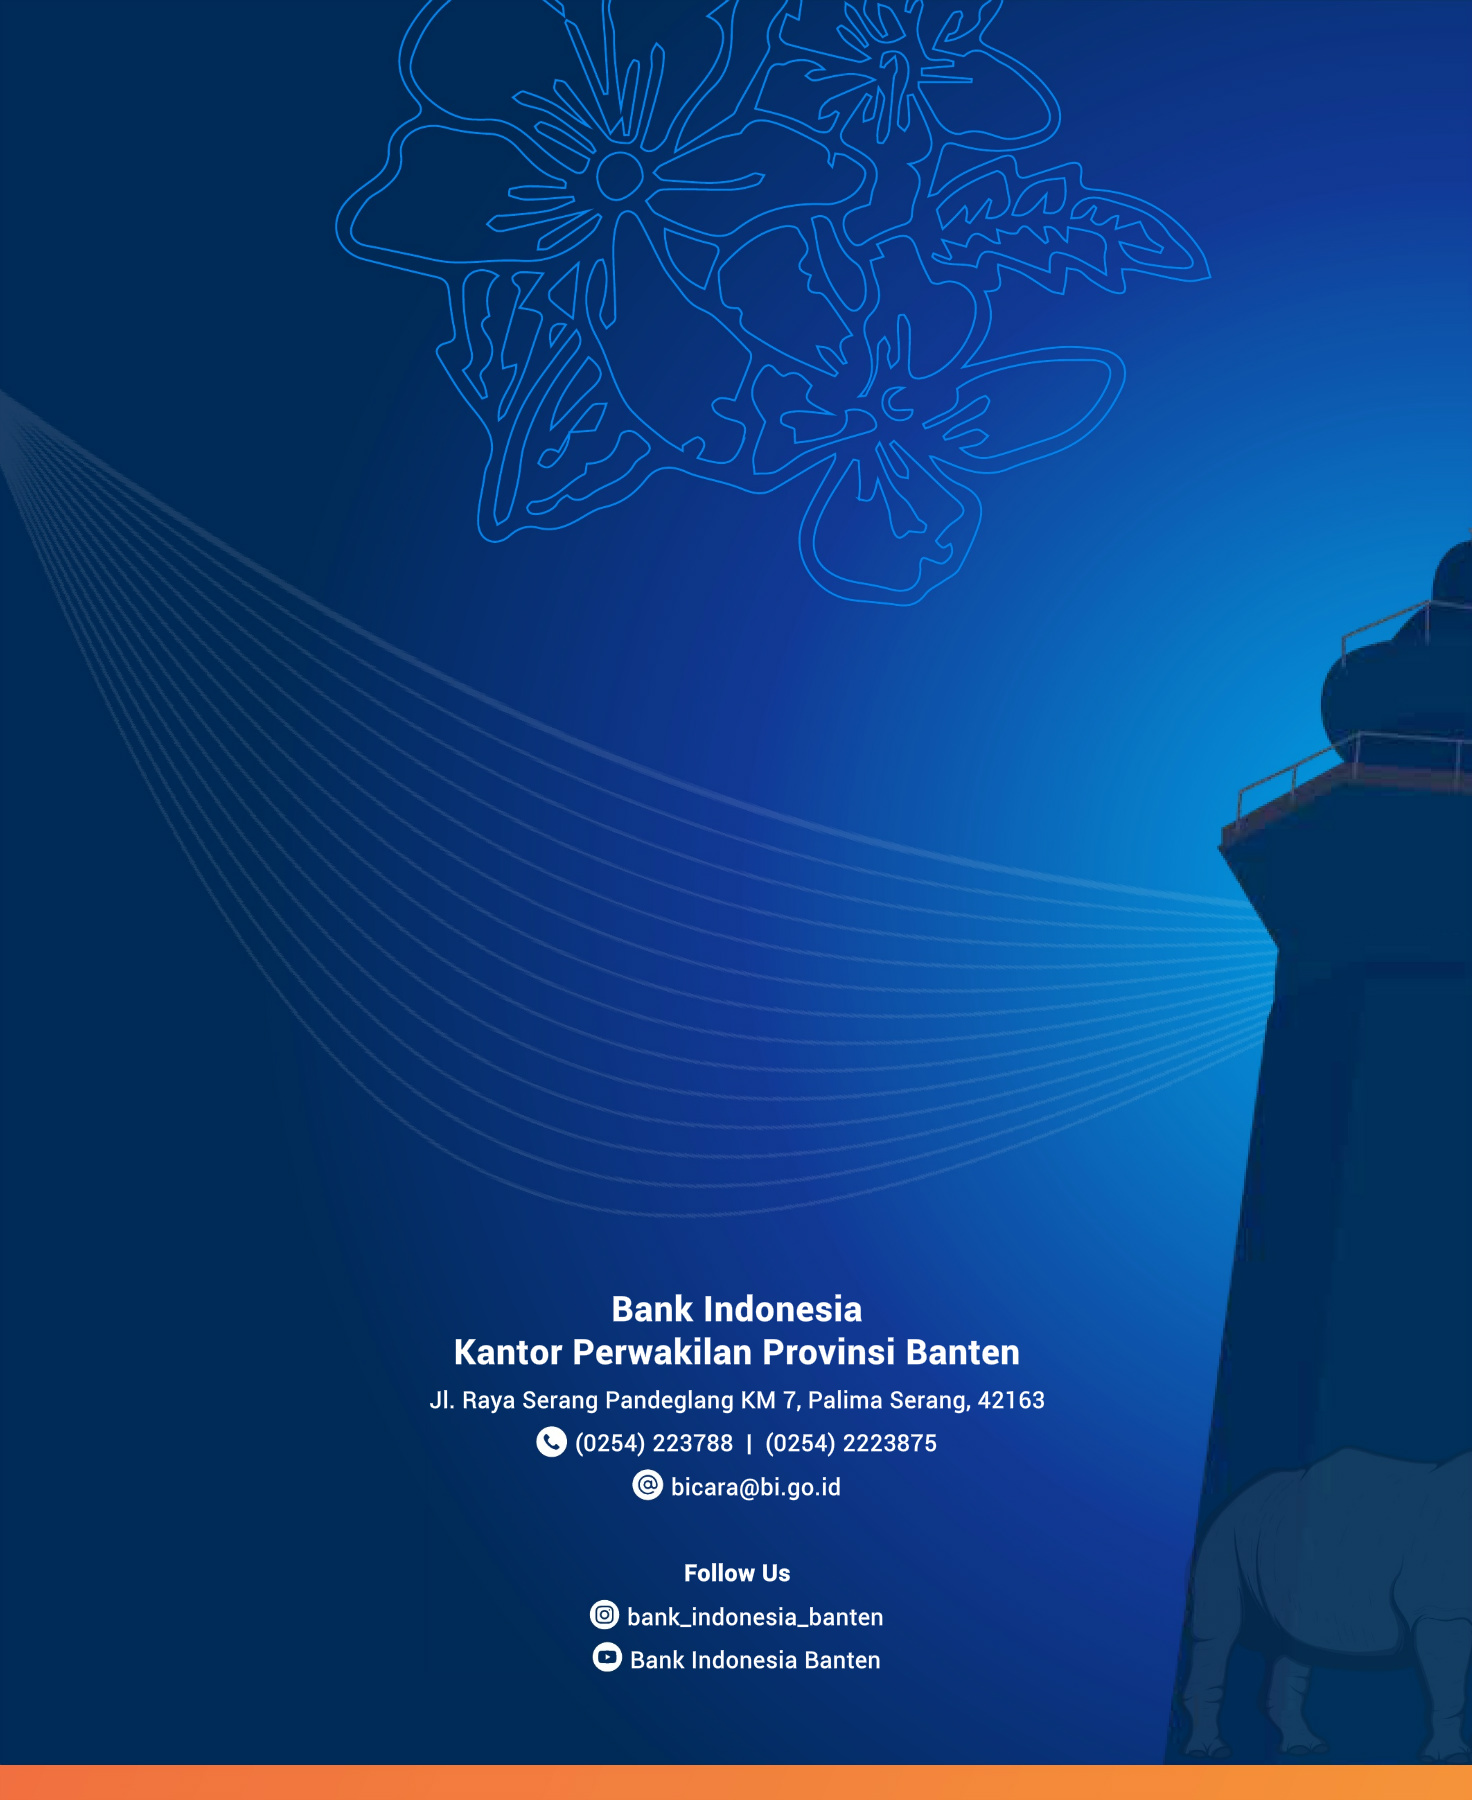 Bank Indonesia
Kantor Perwakilan Provinsi Banten
Jl. Raya Serang Pandeglang KM 7, Palima Serang, 42163
(0254) 223788 | (0254) 2223875
bicara@bi.go.id
Follow Us
bank_indonesia_banten
Bank Indonesia Banten